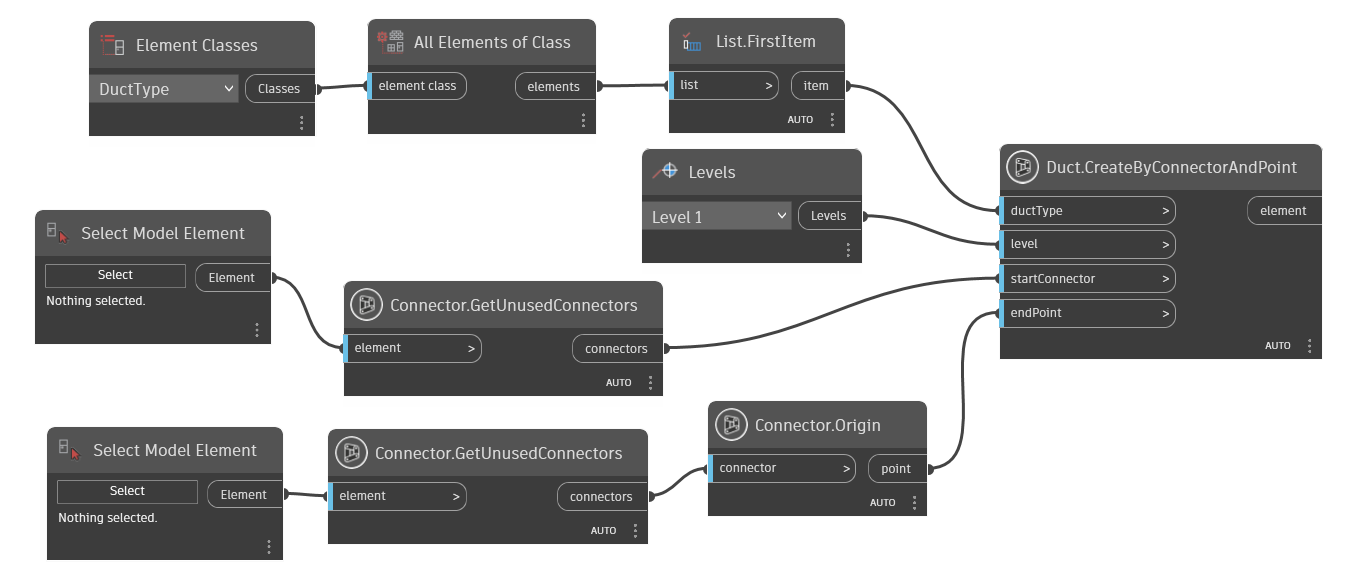 Element Classes
DuctType
Classes
All Elements of Class
element class
elements
List.FirstItem
list >
item
AUTO
Levels
Level 1
Levels
Duct.CreateByConnectorAndPoint
ductType >
element
level >
startConnector >
endPoint >
AUTO
Select Model Element
Select
Element
Nothing selected.
Connector.GetUnusedConnectors
element >
connectors
AUTO
Select Model Element
Select
Element
Nothing selected.
Connector.GetUnusedConnectors
element >
connectors
AUTO
Connector.Origin
connector >
point
AUTO